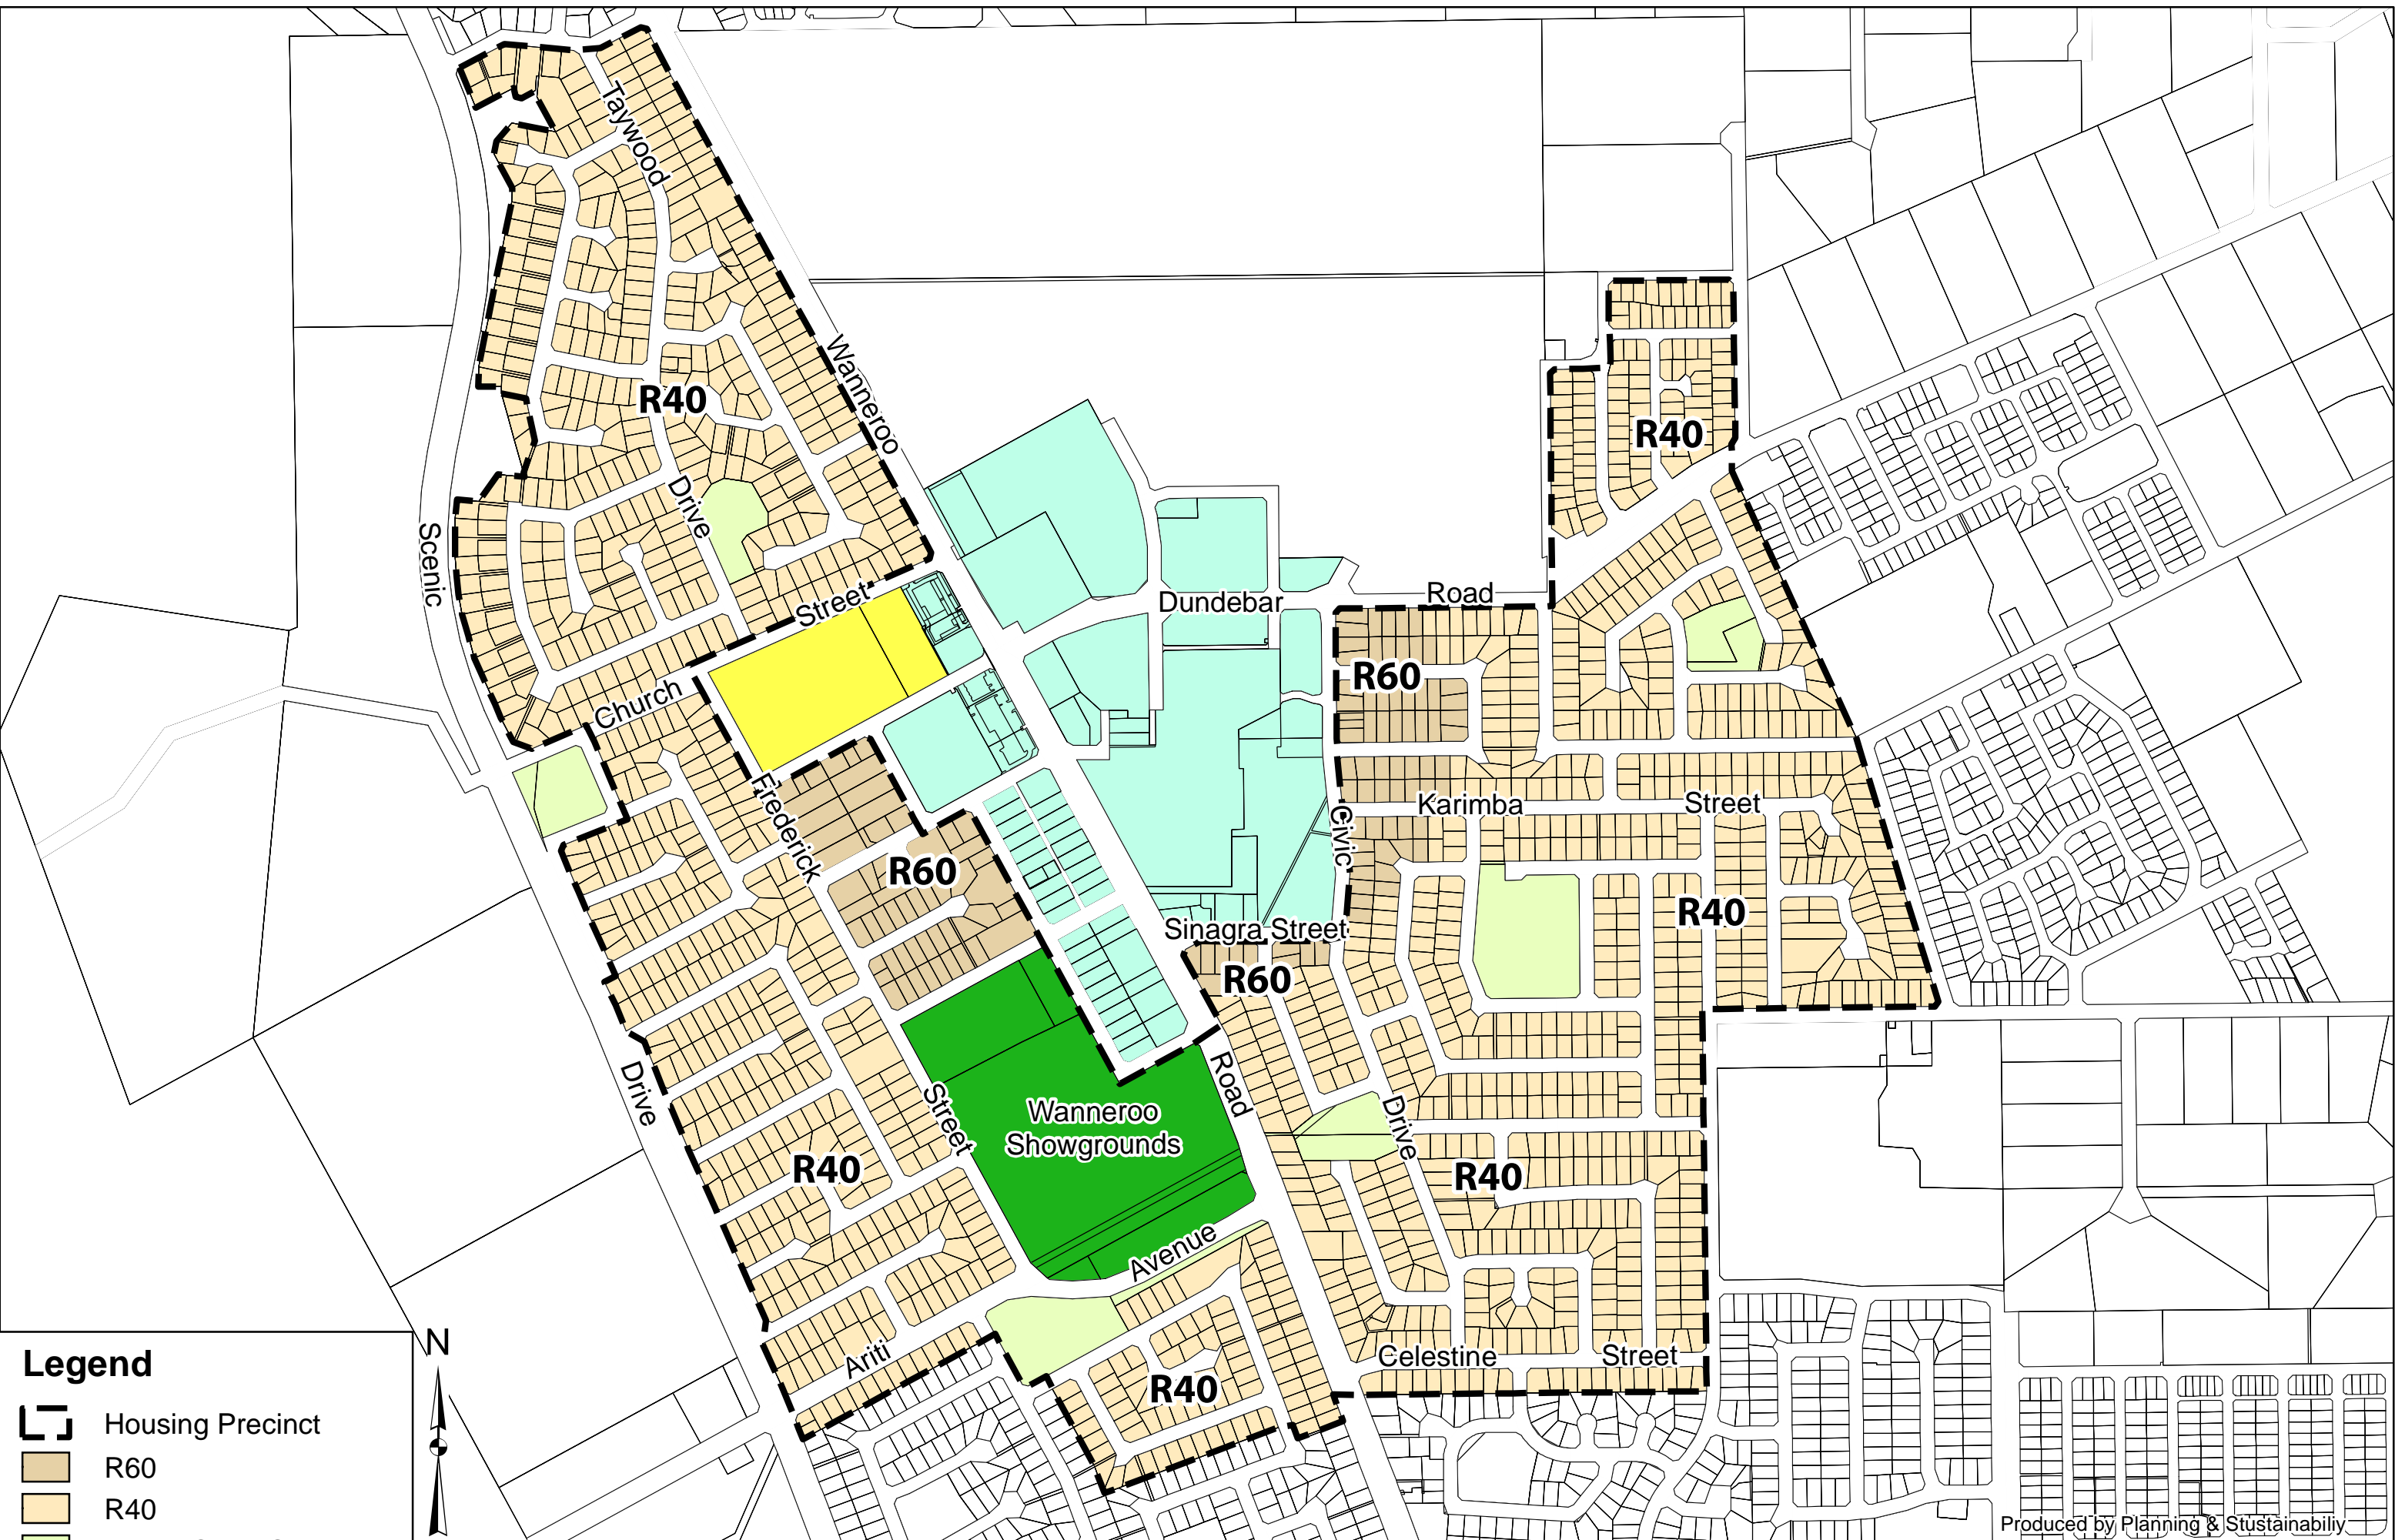 Taywood
Wanneroo
R40
R40
Drive
Scenic
Street
Dundebar
Road
R60
Church
Frederick
Karimba
Street
Civic
R60
R40
Sinagra Street
R60
Drive
Street
Road
Wanneroo
Showgrounds
Drive
R40
R40
Avenue
Ariti
Celestine
Street
R40
N
Legend
Housing Precinct
R60
R40
Produced by Planning & Stustainabiliy